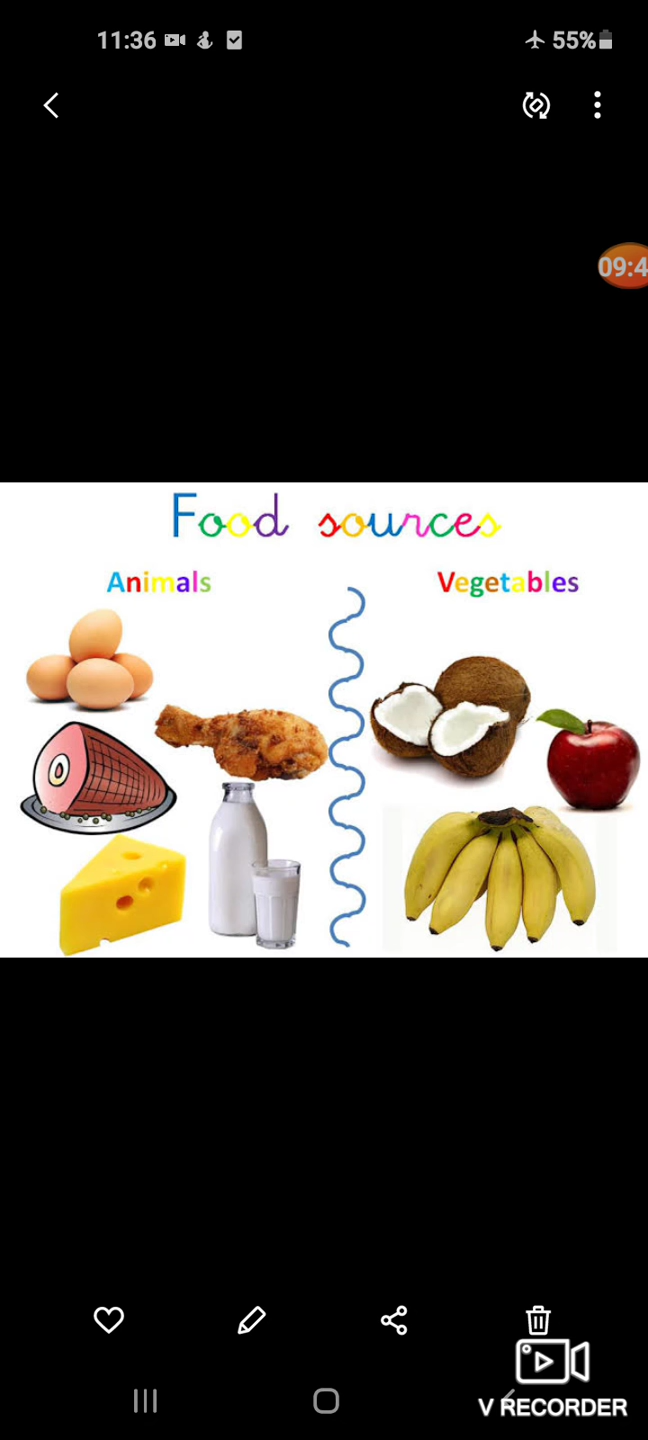 11:36
55%
09:4
Food sources
Animals
Vegetables
V RECORDER